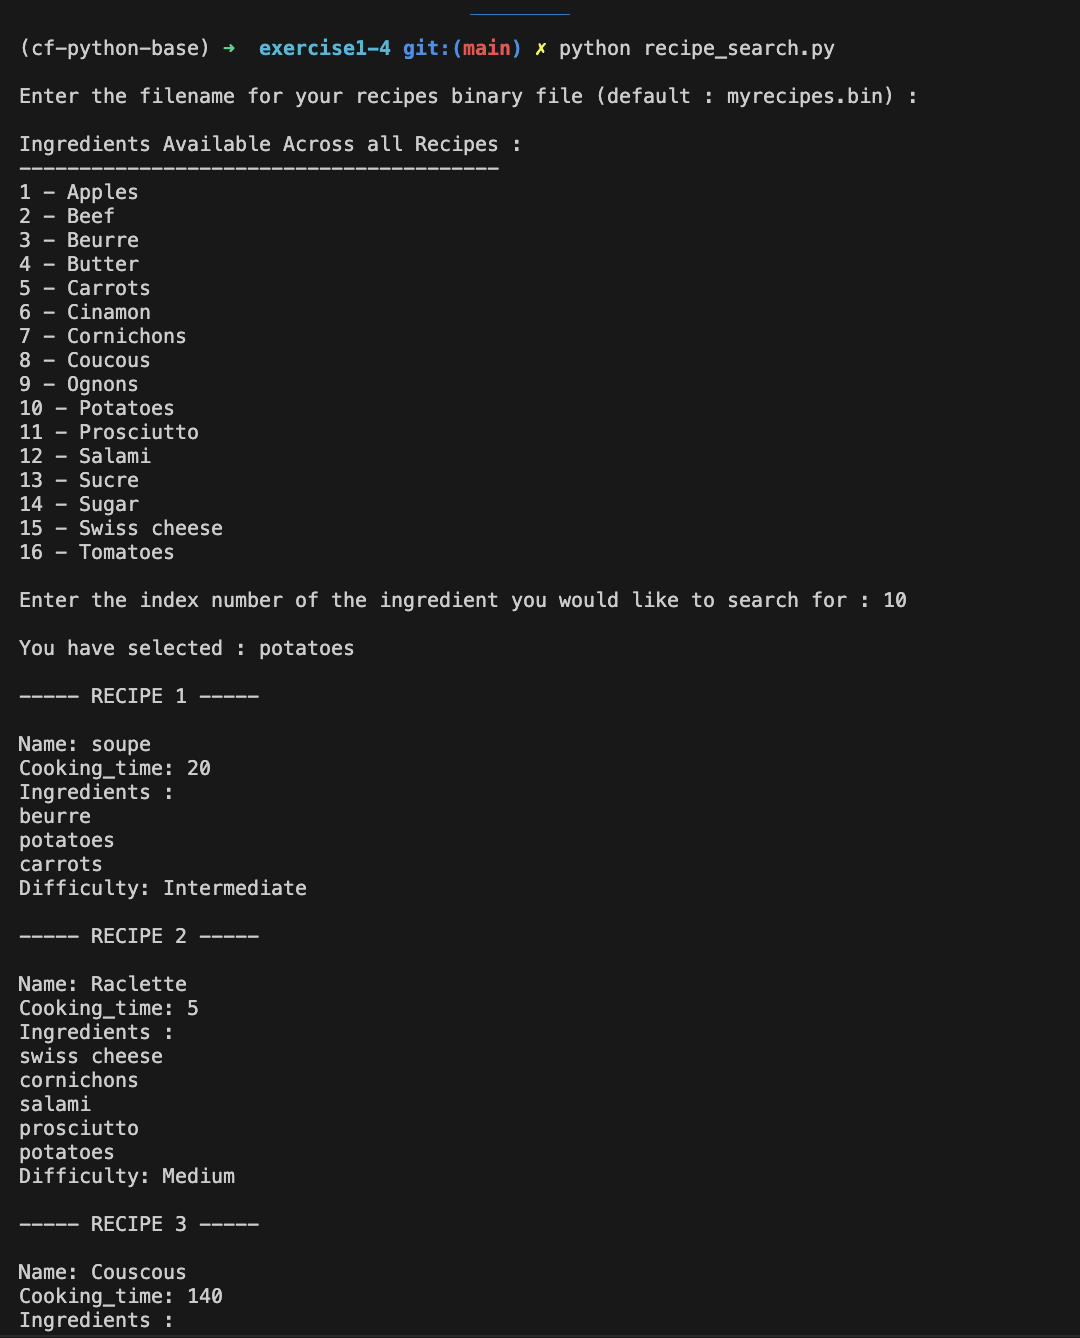 (cf-python-base) ➜ exercise1-4 git:(main) ✗ python recipe_search.py
Enter the filename for your recipes binary file (default : myrecipes.bin) :
Ingredients Available Across all Recipes :
----------------------------------------
1 - Apples
2 - Beef
3 - Beurre
4 - Butter
5 - Carrots
6 - Cinamon
7 - Cornichons
8 - Coucous
9 - Ognons
10 - Potatoes
11 - Prosciutto
12 - Salami
13 - Sucre
14 - Sugar
15 - Swiss cheese
16 - Tomatoes
Enter the index number of the ingredient you would like to search for : 10
You have selected : potatoes
----- RECIPE 1 -----
Name: soupe
Cooking_time: 20
Ingredients :
beurre
potatoes
carrots
Difficulty: Intermediate
----- RECIPE 2 -----
Name: Raclette
Cooking_time: 5
Ingredients :
swiss cheese
cornichons
salami
prosciutto
potatoes
Difficulty: Medium
----- RECIPE 3 -----
Name: Couscous
Cooking_time: 140
Ingredients :